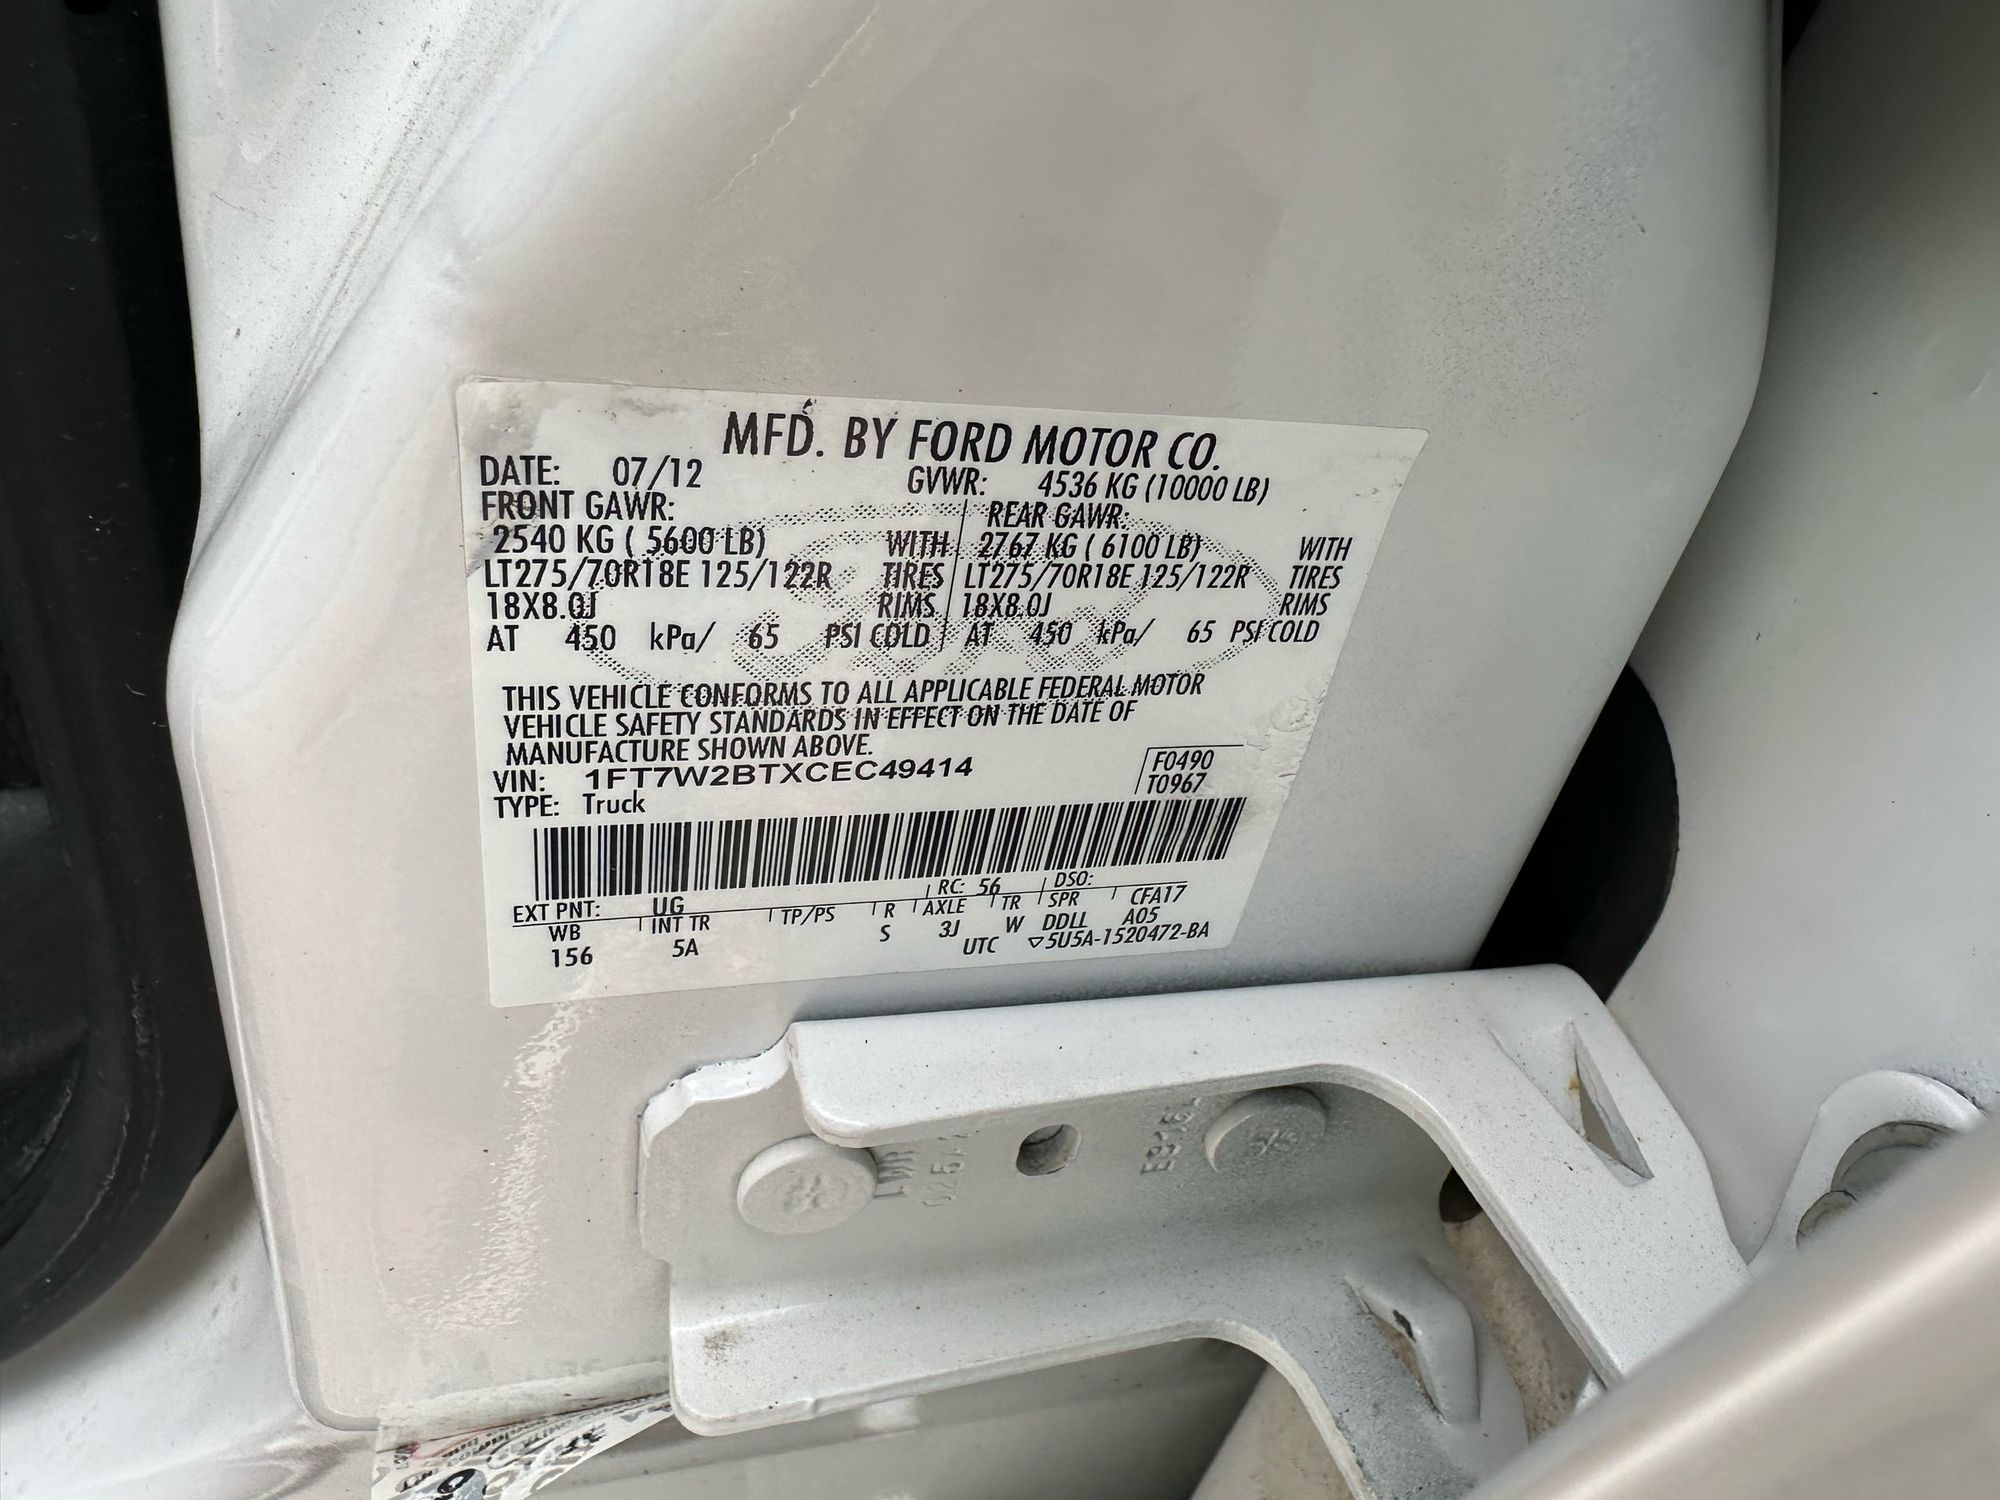 MFD. BY FORD MOTOR CO.
DATE: 07/12 GVWR: 4536 KG (10000 LB)
FRONT GAWR: REAR GAWR:
2540 KG ( 5600 LB) WITH 2767 KG ( 6100 LB) WITH
LT275/70R18E 125/122R TIRES LT275/70R18E 125/122R TIRES
18X8.0J RIMS 18X8.0J RIMS
AT 450 kPa/ 65 PSI COLD AT 450 kPa/ 65 PSI COLD
THIS VEHICLE CONFORMS TO ALL APPLICABLE FEDERAL MOTOR
VEHICLE SAFETY STANDARDS IN EFFECT ON THE DATE OF
MANUFACTURE SHOWN ABOVE.
VIN: 1FT7W2BTXCEC49414 F0490
TYPE: Truck T0967
EXT PNT: UG RC: 56 DSO:
WB INT TR TP/PS R AXLE TR SPR CFA17
156 5A S 3J W DDLL A05
UTC ▽5U5A-1520472-BA